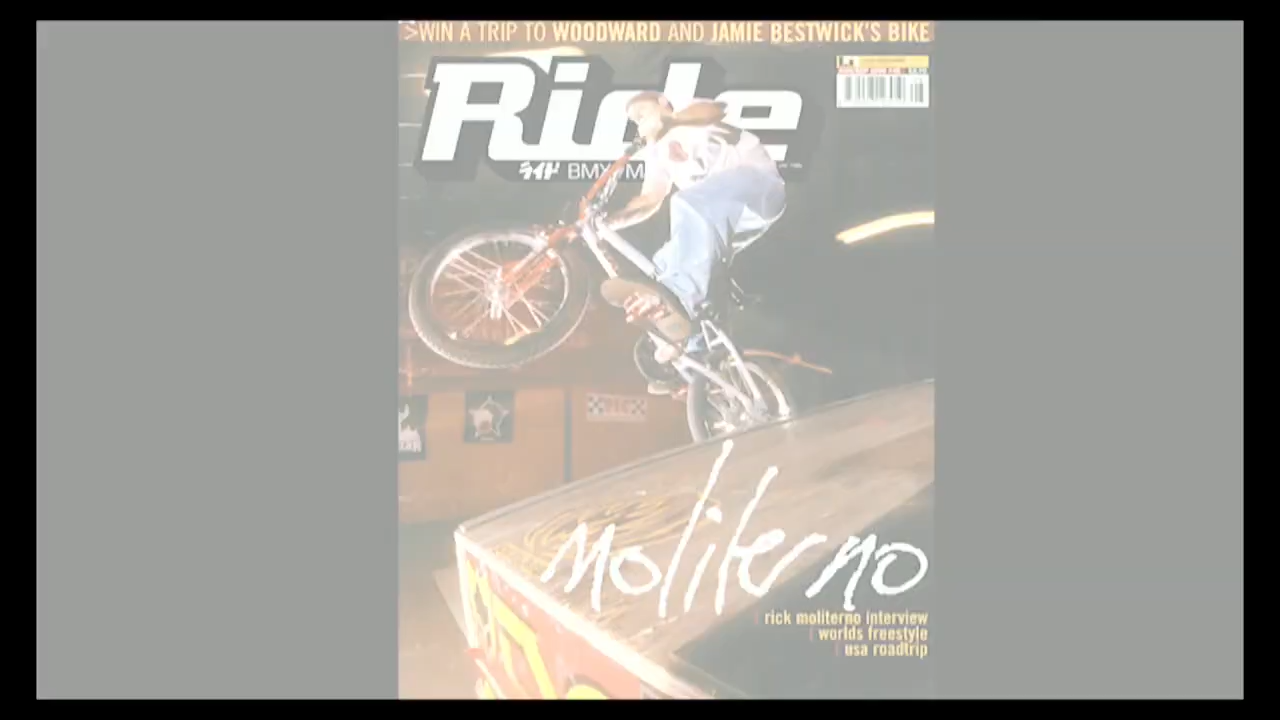 >WIN A TRIP TO WOODWARD AND JAMIE BESTWICK'S BIKE
Ride
ライド BMX
moliterno
rick moliterno interview
worlds freestyle
usa roadtrip